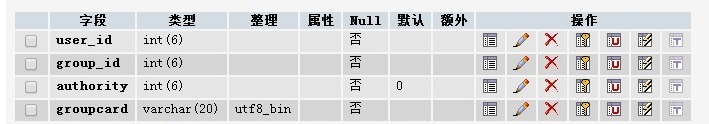 字段 类型 整理 属性 Null 默认 额外 操作
user_id int(6) 否
group_id int(6) 否
authority int(6) 否 0
groupcard varchar(20) utf8_bin 否